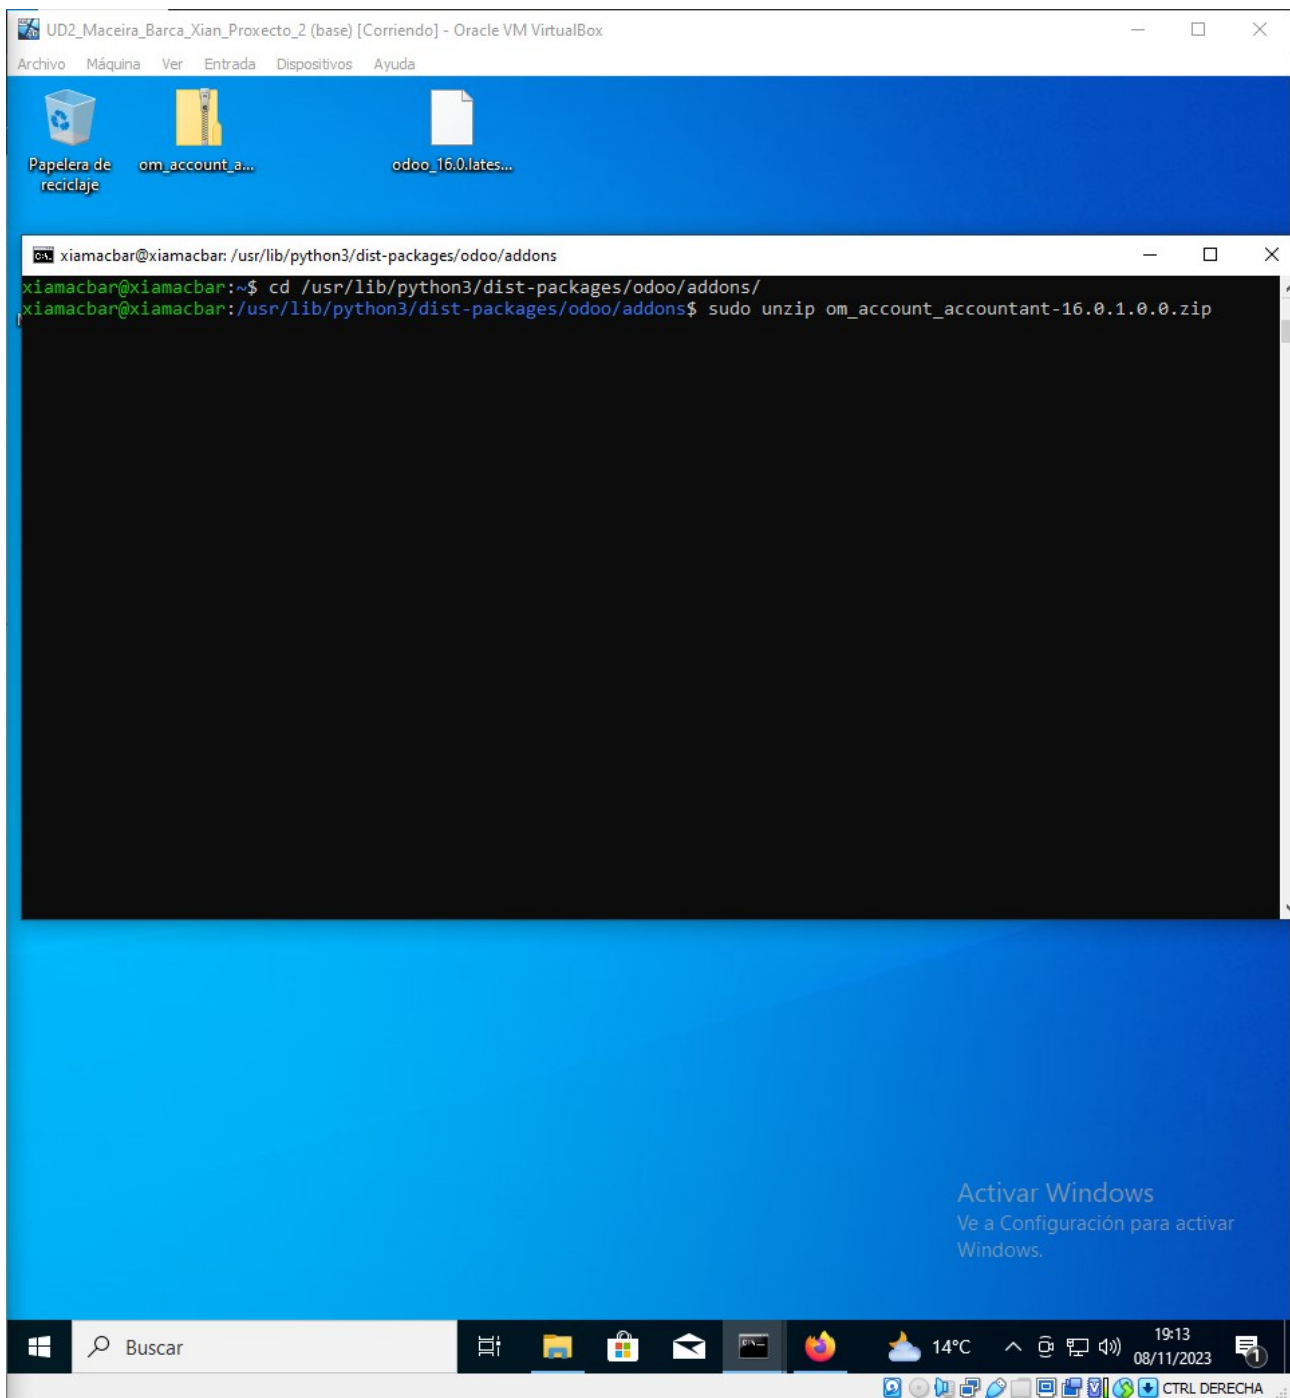 UD2_Maceira_Barca_Xian_Proxecto_2 (base) [Corriendo] - Oracle VM VirtualBox
Archivo Máquina Ver Entrada Dispositivos Ayuda
Papelera de
reciclaje
om_account_a...
odoo_16.0.lates...
xiamacbar@xiamacbar: /usr/lib/python3/dist-packages/odoo/addons
xiamacbar@xiamacbar:~$ cd /usr/lib/python3/dist-packages/odoo/addons/
xiamacbar@xiamacbar:/usr/lib/python3/dist-packages/odoo/addons$ sudo unzip om_account_accountant-16.0.1.0.0.zip
Activar Windows
Ve a Configuración para activar
Windows.
Buscar
14°C
19:13
08/11/2023
1
CTRL DERECHA